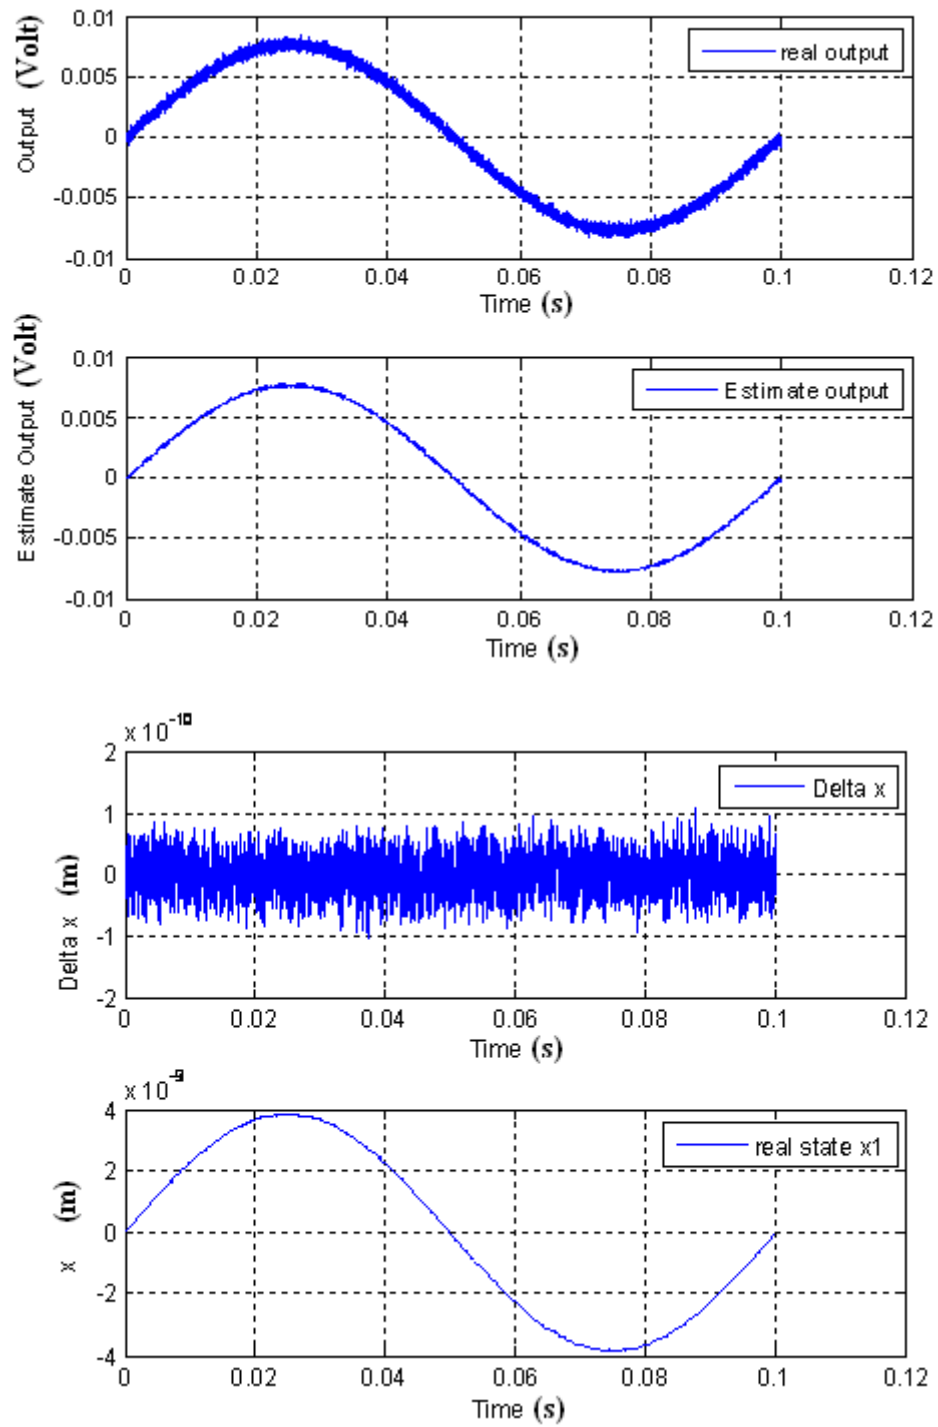 0.01
real output
0.005
0
-0.005
-0.01
Output (Volt)
0 0.02 0.04 0.06 0.08 0.1 0.12
Time (s)
0.01
Estimate output
0.005
0
-0.005
-0.01
Estimate Output (Volt)
0 0.02 0.04 0.06 0.08 0.1 0.12
Time (s)
x 10⁻¹⁰
2
Delta x
1
0
-1
-2
Delta x (m)
0 0.02 0.04 0.06 0.08 0.1 0.12
Time (s)
x 10⁻⁹
4
real state x1
2
0
-2
-4
x (m)
0 0.02 0.04 0.06 0.08 0.1 0.12
Time (s)